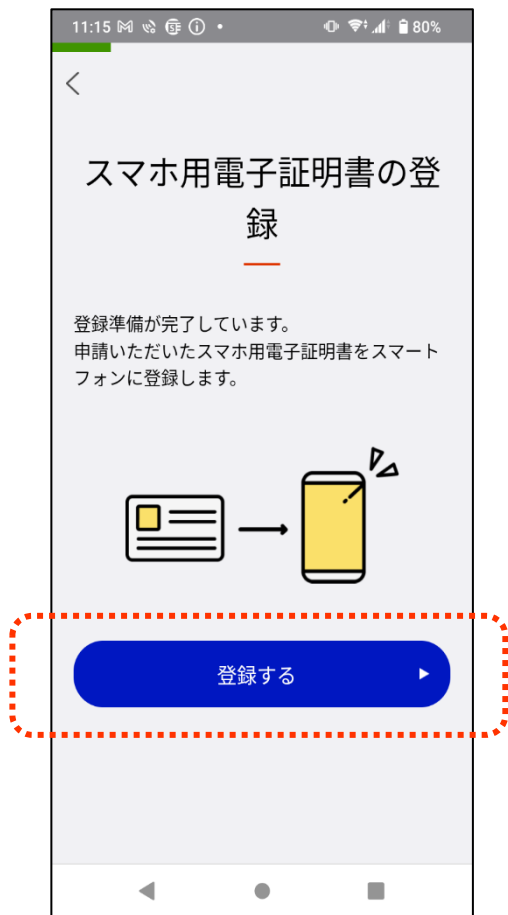 11:15 80%
スマホ用電子証明書の登
録
登録準備が完了しています。
申請いただいたスマホ用電子証明書をスマート
フォンに登録します。
登録する